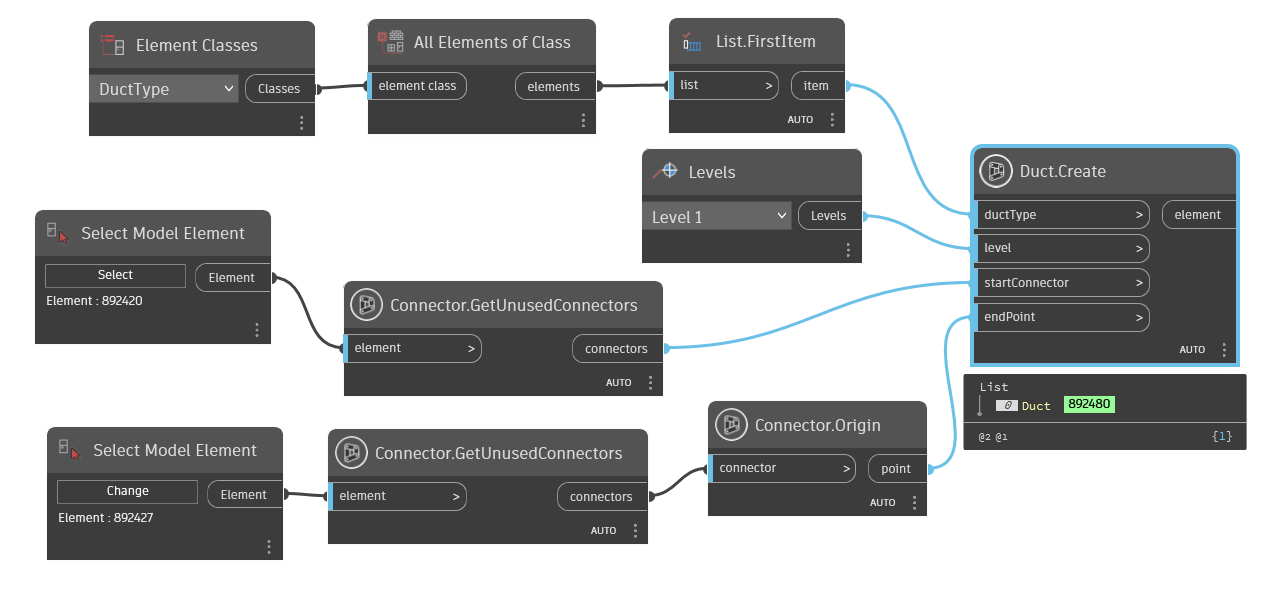 Element Classes
DuctType
Classes
All Elements of Class
element class
elements
List.FirstItem
list >
item
AUTO
Levels
Level 1
Levels
Duct.Create
ductType >
element
level >
startConnector >
endPoint >
AUTO
List
0 Duct 892480
@2 @1
{1}
Select Model Element
Select
Element
Element : 892420
Connector.GetUnusedConnectors
element >
connectors
AUTO
Select Model Element
Change
Element
Element : 892427
Connector.GetUnusedConnectors
element >
connectors
AUTO
Connector.Origin
connector >
point
AUTO